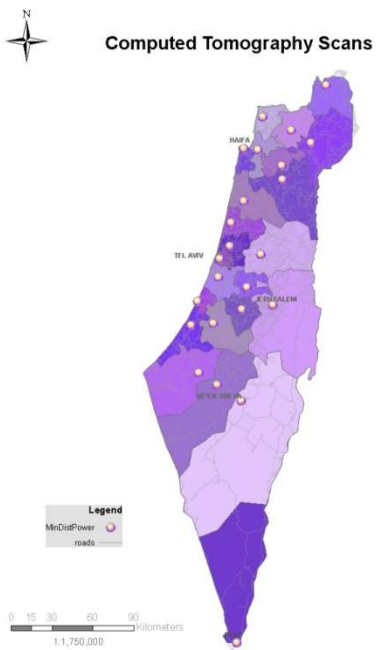 N
Computed Tomography Scans
HAIFA
TEL AVIV
JERUSALEM
Legend
MinDistPower
roads
0 15 30 60 90
Kilometers
1:1,750,000